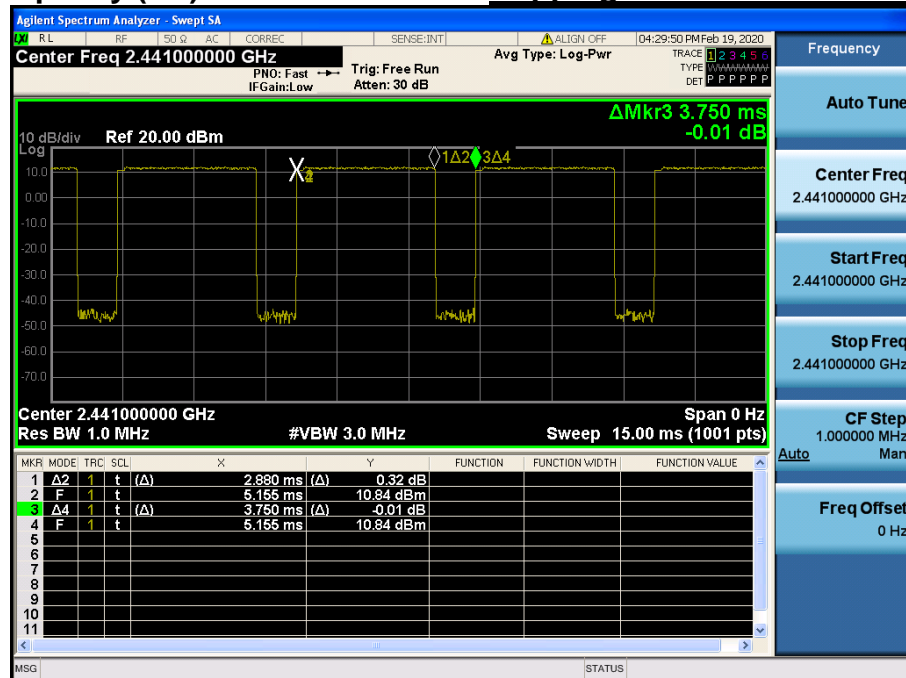 Agilent Spectrum Analyzer - Swept SA
LXI RL RF 50 Ω AC CORREC SENSE:INT ALIGN OFF 04:29:50 PM Feb 19, 2020
Center Freq 2.441000000 GHz Avg Type: Log-Pwr TRACE 1 2 3 4 5 6
PNO: Fast Trig: Free Run TYPE WWWWWW
IFGain:Low Atten: 30 dB DET P P P P P P
ΔMkr3 3.750 ms
-0.01 dB
10 dB/div Ref 20.00 dBm
Log
10.0
0.00
-10.0
-20.0
-30.0
-40.0
-50.0
-60.0
-70.0
1Δ2 3Δ4
Center 2.441000000 GHz Span 0 Hz
Res BW 1.0 MHz #VBW 3.0 MHz Sweep 15.00 ms (1001 pts)
MKR MODE TRC SCL X Y FUNCTION FUNCTION WIDTH FUNCTION VALUE
1 Δ2 1 t (Δ) 2.880 ms (Δ) 0.32 dB
2 F 1 t 5.155 ms 10.84 dBm
3 Δ4 1 t (Δ) 3.750 ms (Δ) -0.01 dB
4 F 1 t 5.155 ms 10.84 dBm
5
6
7
8
9
10
11
MSG STATUS
Frequency
Auto Tune
Center Freq
2.441000000 GHz
Start Freq
2.441000000 GHz
Stop Freq
2.441000000 GHz
CF Step
1.000000 MHz
Auto Man
Freq Offset
0 Hz